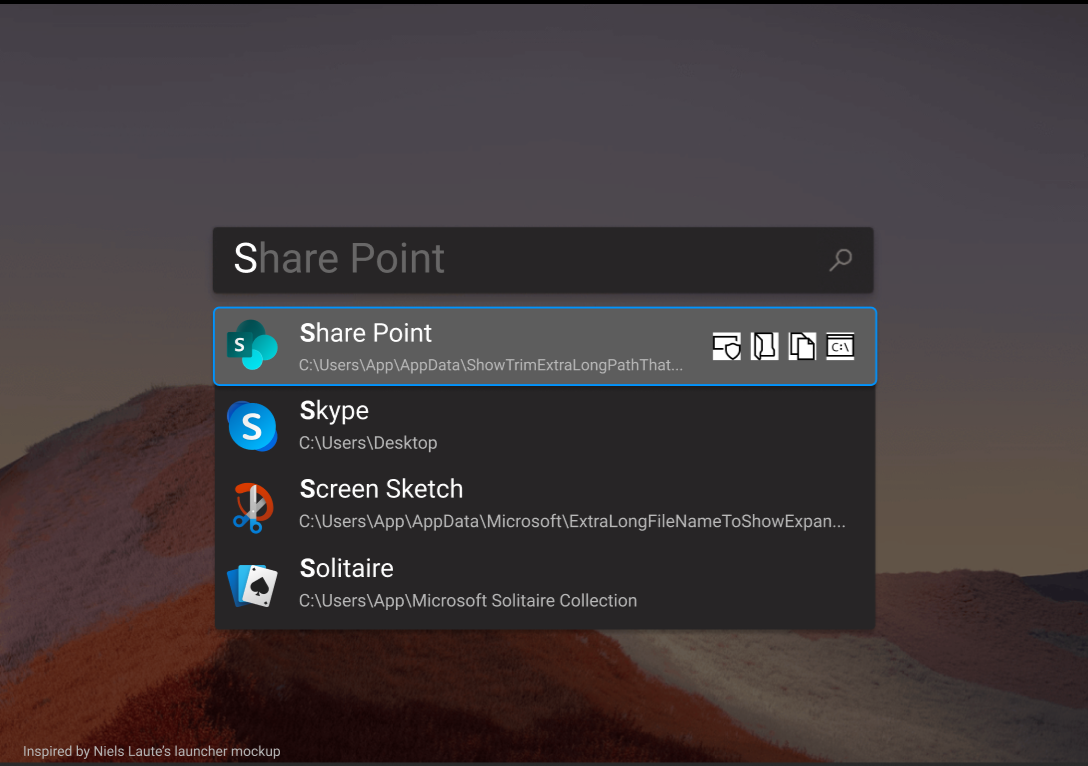 Share Point
S
Share Point
C:\Users\App\AppData\ShowTrimExtraLongPathThat...
C:\
S
Skype
C:\Users\Desktop
Screen Sketch
C:\Users\App\AppData\Microsoft\ExtraLongFileNameToShowExpan...
Solitaire
C:\Users\App\Microsoft Solitaire Collection
Inspired by Niels Laute's launcher mockup